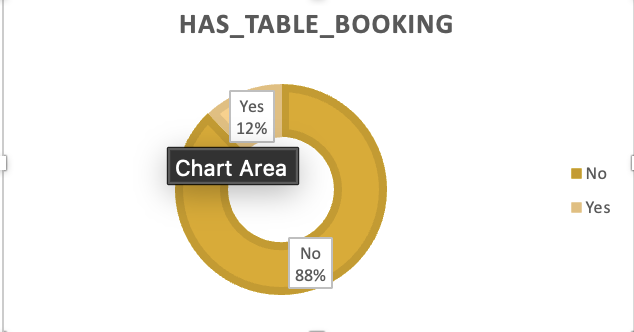 HAS_TABLE_BOOKING
Yes
12%
Chart Area
No
88%
No
Yes